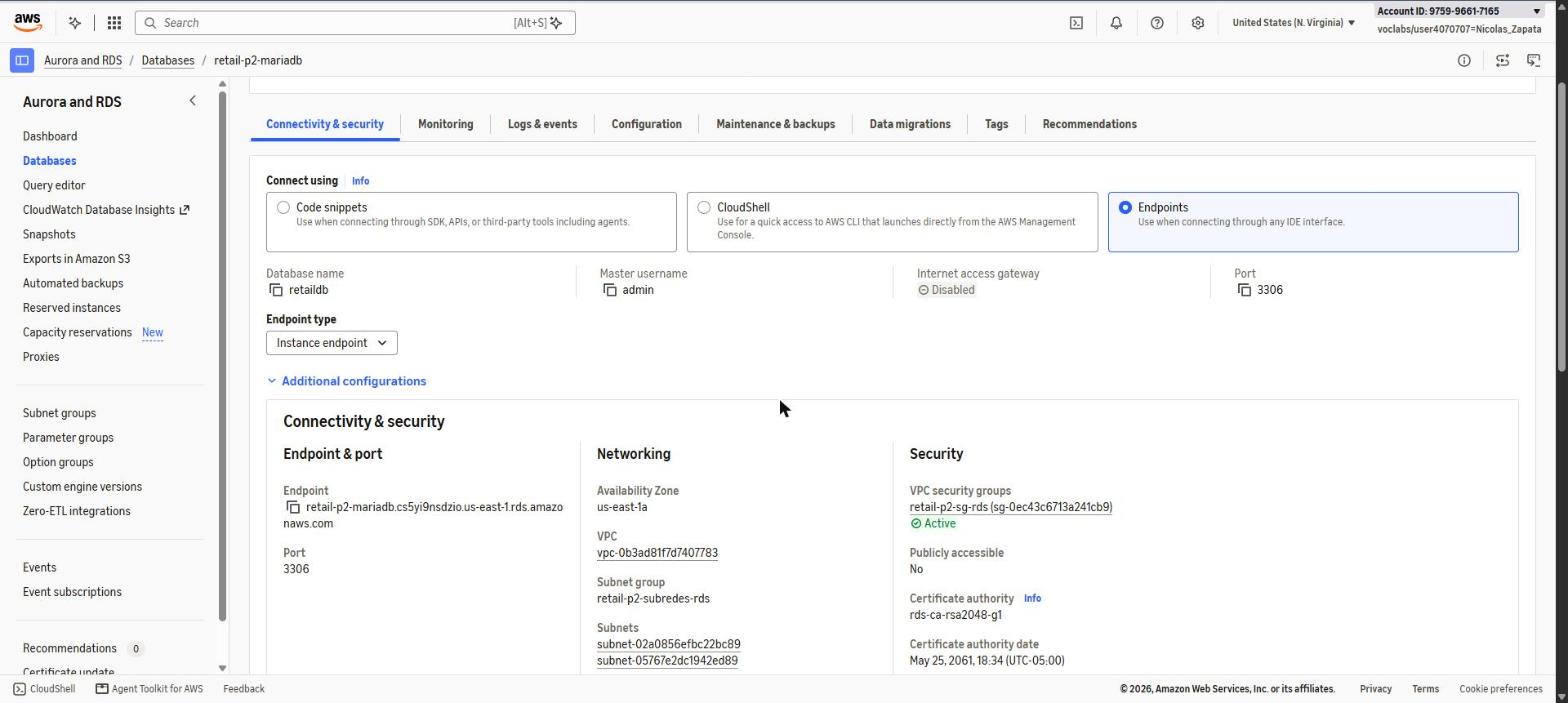 aws
Search [Alt+S]
United States (N. Virginia)
Account ID: 9759-9661-7165
voclabs/user4070707=Nicolas_Zapata
Aurora and RDS / Databases / retail-p2-mariadb
Aurora and RDS
Dashboard
Databases
Query editor
CloudWatch Database Insights
Snapshots
Exports in Amazon S3
Automated backups
Reserved instances
Capacity reservations New
Proxies
Subnet groups
Parameter groups
Option groups
Custom engine versions
Zero-ETL integrations
Events
Event subscriptions
Recommendations 0
Certificate update
Connectivity & security
Monitoring
Logs & events
Configuration
Maintenance & backups
Data migrations
Tags
Recommendations
Connect using Info
Code snippets
Use when connecting through SDK, APIs, or third-party tools including agents.
CloudShell
Use for a quick access to AWS CLI that launches directly from the AWS Management
Console.
Endpoints
Use when connecting through any IDE interface.
Database name
retaildb
Master username
admin
Internet access gateway
Disabled
Port
3306
Endpoint type
Instance endpoint
Additional configurations
Connectivity & security
Endpoint & port
Endpoint
retail-p2-mariadb.cs5yi9nsdzio.us-east-1.rds.amazo
naws.com
Port
3306
Networking
Availability Zone
us-east-1a
VPC
vpc-0b3ad81f7d7407783
Subnet group
retail-p2-subredes-rds
Subnets
subnet-02a0856efbc22bc89
subnet-05767e2dc1942ed89
Security
VPC security groups
retail-p2-sg-rds (sg-0ec43c6713a241cb9)
Active
Publicly accessible
No
Certificate authority Info
rds-ca-rsa2048-g1
Certificate authority date
May 25, 2061, 18:34 (UTC-05:00)
CloudShell
Agent Toolkit for AWS
Feedback
© 2026, Amazon Web Services, Inc. or its affiliates.
Privacy
Terms
Cookie preferences